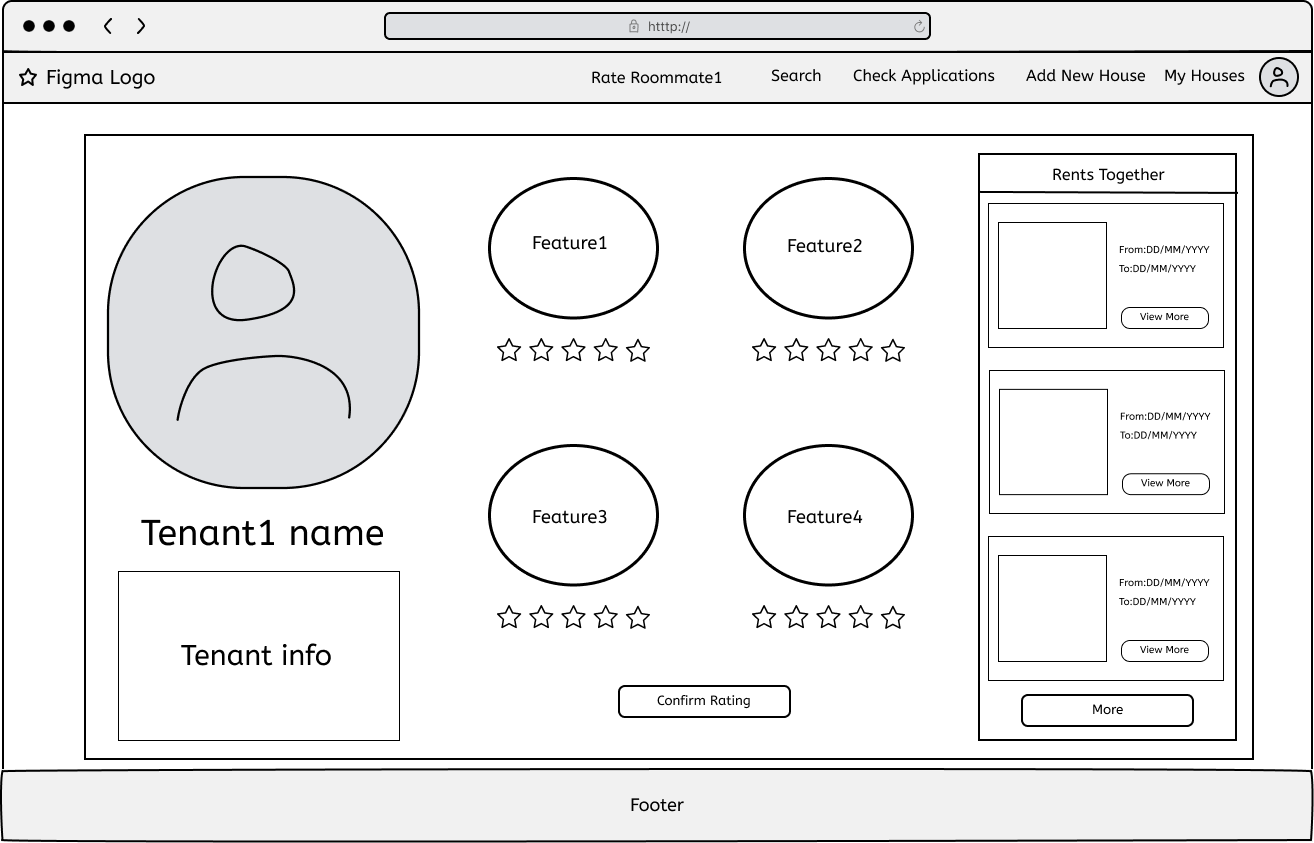 htttp://
Figma Logo
Rate Roommate1
Search
Check Applications
Add New House
My Houses
Tenant1 name
Tenant info
Feature1
Feature2
Feature3
Feature4
Confirm Rating
Rents Together
From:DD/MM/YYYY
To:DD/MM/YYYY
View More
From:DD/MM/YYYY
To:DD/MM/YYYY
View More
From:DD/MM/YYYY
To:DD/MM/YYYY
View More
More
Footer